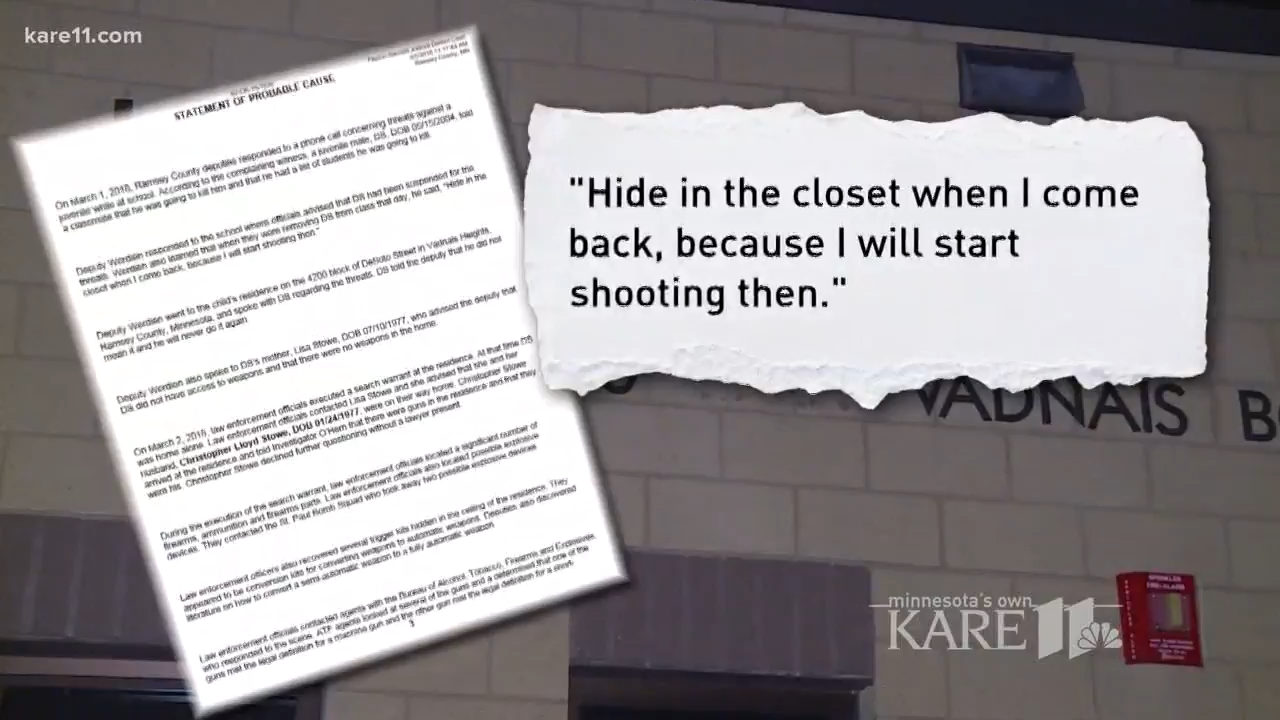 kare11.com
STATEMENT OF PROBABLE CAUSE
On March 1, 2018, Ramsey County deputies responded to a phone call concerning threats against a
juvenile while at school. According to the complaining witness, a juvenile male, DB, DOB 05/15/2004, told
a classmate that he was going to kill him and that he had a list of students he was going to kill.
Deputy Werdien responded to the school where officials advised that DB had been suspended for the
threats. Werdien also learned that when they were removing DB from class that day, he said, "Hide in the
closet when I come back, because I will start shooting then."
Deputy Werdien went to the child's residence on the 4200 block of DeSoto Street in Vadnais Heights,
Ramsey County, Minnesota, and spoke with DB regarding the threats. DB told the deputy that he did not
mean it and he will never do it again.
Deputy Werdien also spoke to DB's mother, Lisa Stowe, DOB 07/10/1977, who advised the deputy that
DB did not have access to weapons and that there were no weapons in the home.
On March 2, 2018, law enforcement officials executed a search warrant at the residence. At that time DB
was home alone. Law enforcement officials contacted Lisa Stowe and she advised that she and her
husband, Christopher Lloyd Stowe, DOB 01/24/1977, were on their way home. Christopher Stowe
arrived at the residence and told Investigator O'Hern that there were guns in the residence and that they
were his. Christopher Stowe declined further questioning without a lawyer present.
During the execution of the search warrant, law enforcement officials located a significant number of
firearms, ammunition and firearms parts. Law enforcement officials also located possible explosive
devices. They contacted the St. Paul Bomb Squad who took away two possible explosive devices.
Law enforcement officers also recovered several trigger kits hidden in the ceiling of the residence. They
appeared to be conversion kits for converting weapons to automatic weapons. Deputies also discovered
literature on how to convert a semi-automatic weapon to a fully automatic weapon.
Law enforcement officials contacted agents with the Bureau of Alcohol, Tobacco, Firearms and Explosives
who responded to the scene. ATF agents looked at several of the guns and a determined that one of the
guns met the legal definition for a machine gun and the other gun met the legal definition for a short-
3
"Hide in the closet when I come
back, because I will start
shooting then."
VADNAIS B
SPRINKLER
FIRE ALARM
minnesota's own
KARE 11